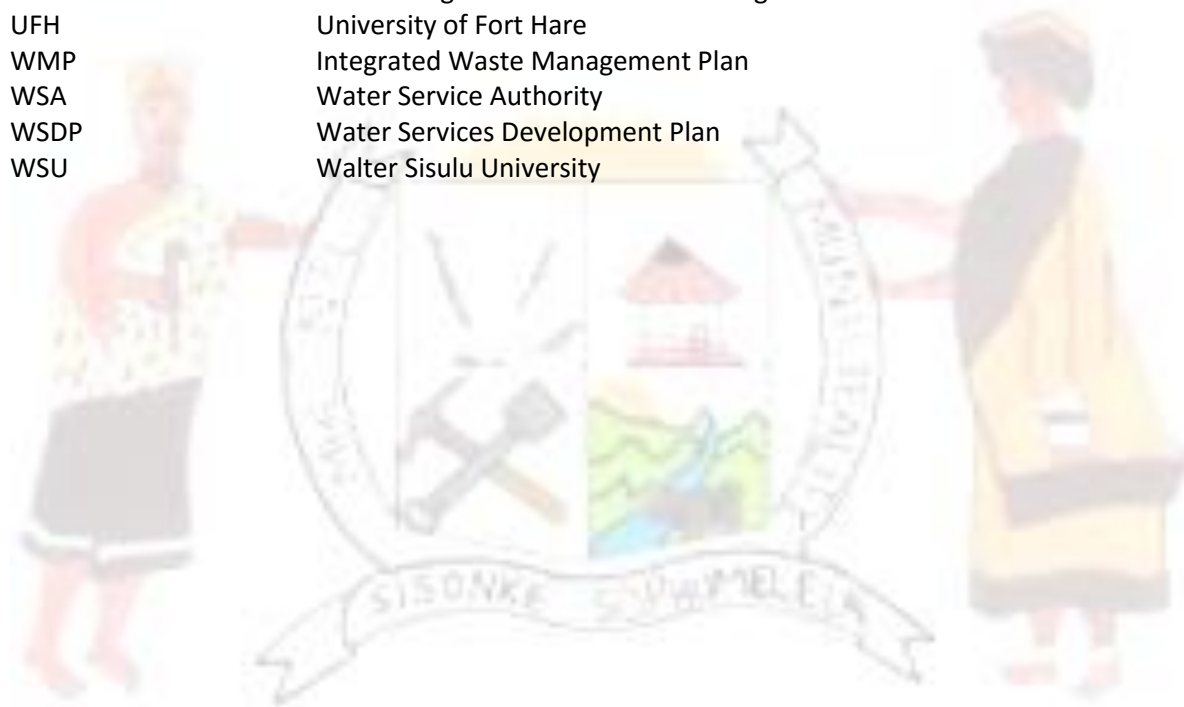 UFH University of Fort Hare
WMP Integrated Waste Management Plan
WSA Water Service Authority
WSDP Water Services Development Plan
WSU Walter Sisulu University
SISONKE